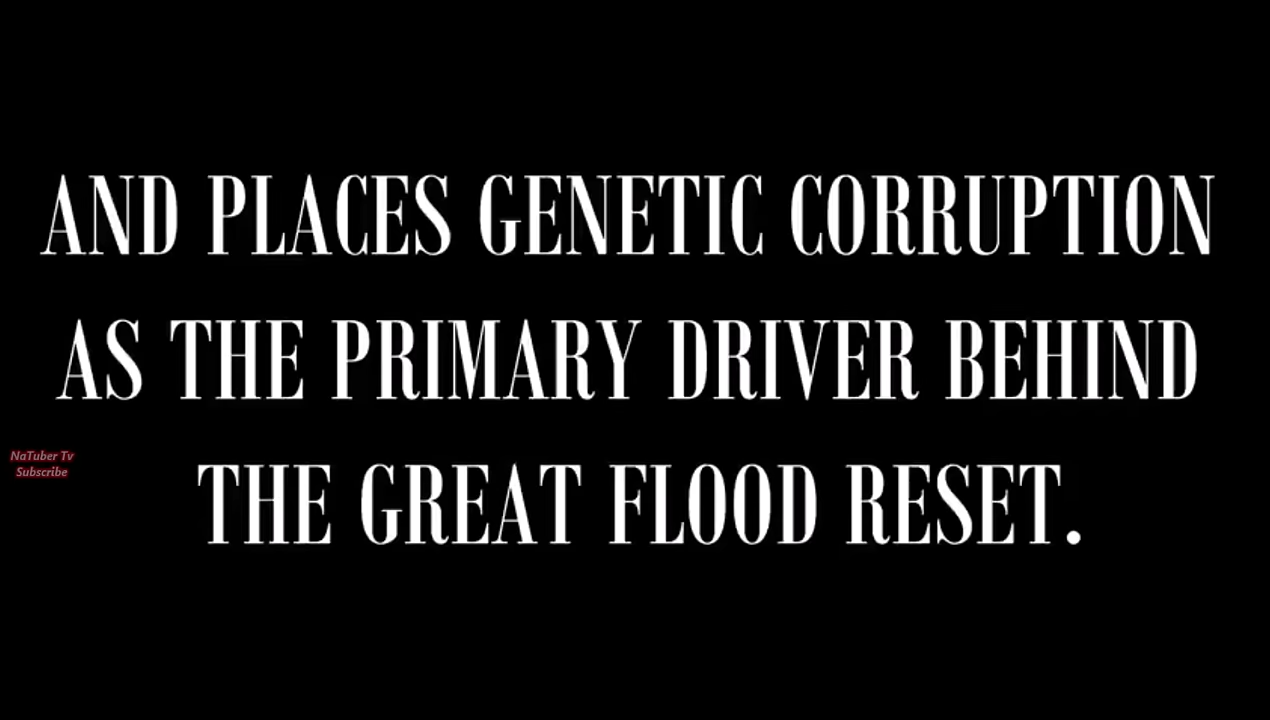 AND PLACES GENETIC CORRUPTION
AS THE PRIMARY DRIVER BEHIND
THE GREAT FLOOD RESET.
NaTuber Tv
Subscribe